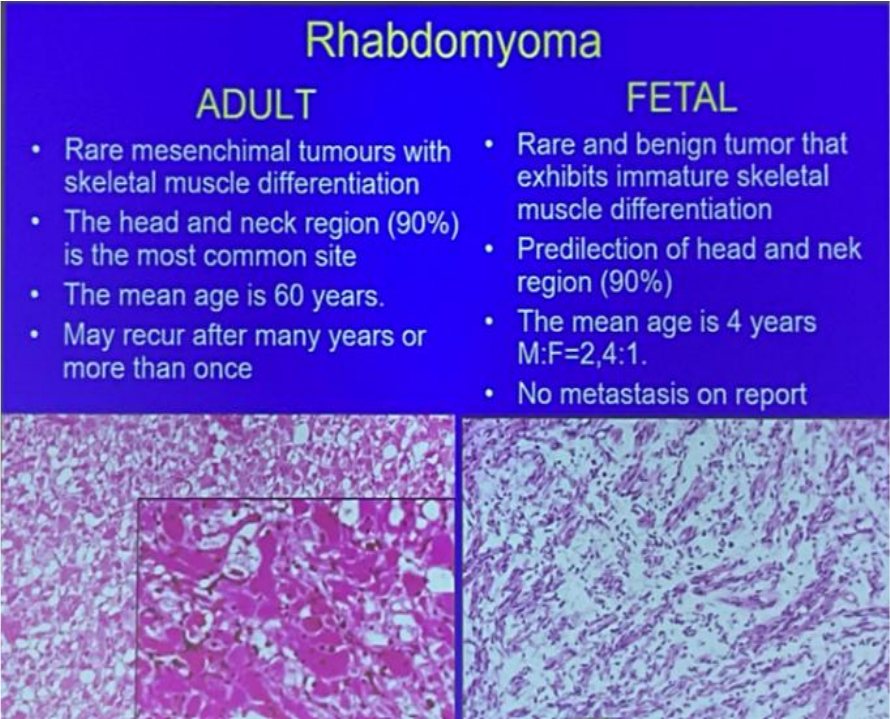 Rhabdomyoma
ADULT
• Rare mesenchimal tumours with
skeletal muscle differentiation
• The head and neck region (90%)
is the most common site
• The mean age is 60 years.
• May recur after many years or
more than once
FETAL
• Rare and benign tumor that
exhibits immature skeletal
muscle differentiation
• Predilection of head and nek
region (90%)
• The mean age is 4 years
M:F=2,4:1.
• No metastasis on report